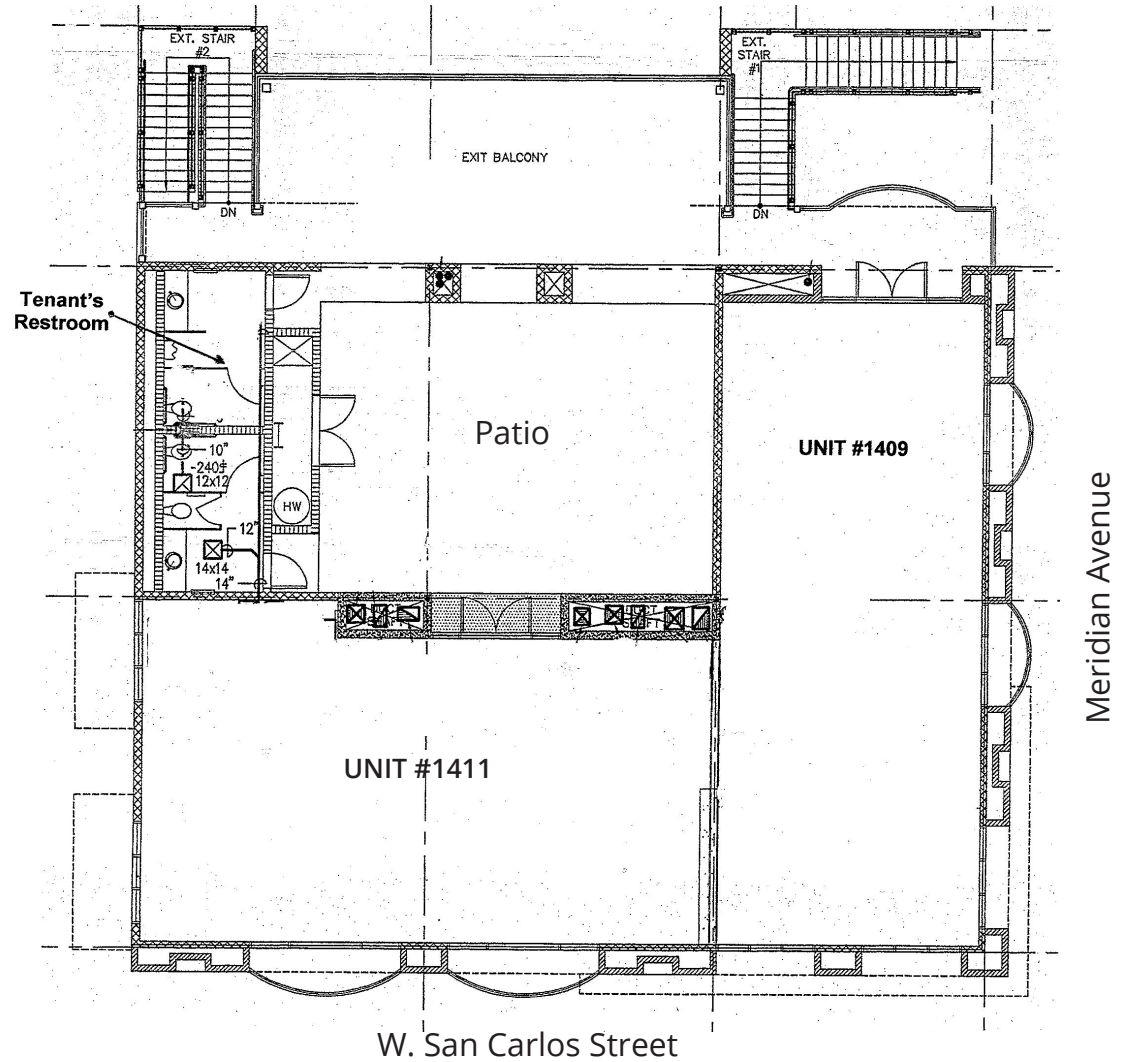 EXT. STAIR
#2
EXT.
STAIR
#1
EXIT BALCONY
DN
DN
Tenant's
Restroom
Patio
UNIT #1409
10"
240
12x12
HW
12"
14x14
14"
Meridian Avenue
UNIT #1411
W. San Carlos Street